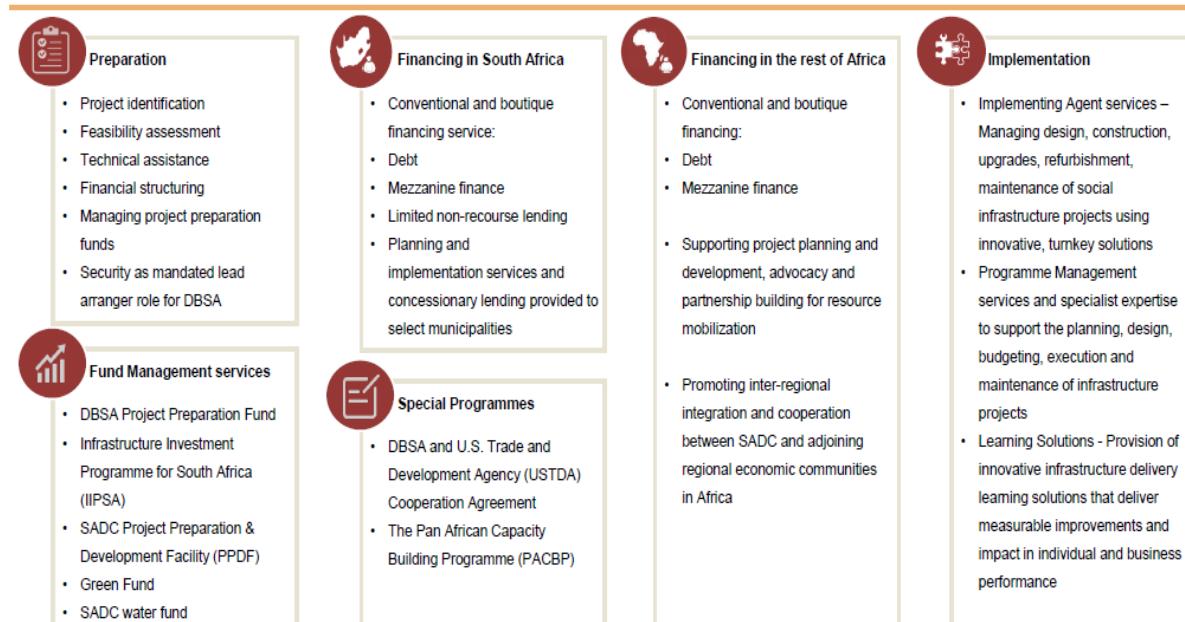 Preparation
• Project identification
• Feasibility assessment
• Technical assistance
• Financial structuring
• Managing project preparation
funds
• Security as mandated lead
arranger role for DBSA
Fund Management services
• DBSA Project Preparation Fund
• Infrastructure Investment
Programme for South Africa
(IIPSA)
• SADC Project Preparation &
Development Facility (PPDF)
• Green Fund
• SADC water fund
Financing in South Africa
• Conventional and boutique
financing service:
• Debt
• Mezzanine finance
• Limited non-recourse lending
• Planning and
implementation services and
concessionary lending provided to
select municipalities
Special Programmes
• DBSA and U.S. Trade and
Development Agency (USTDA)
Cooperation Agreement
• The Pan African Capacity
Building Programme (PACBP)
Financing in the rest of Africa
• Conventional and boutique
financing:
• Debt
• Mezzanine finance
• Supporting project planning and
development, advocacy and
partnership building for resource
mobilization
• Promoting inter-regional
integration and cooperation
between SADC and adjoining
regional economic communities
in Africa
Implementation
• Implementing Agent services –
Managing design, construction,
upgrades, refurbishment,
maintenance of social
infrastructure projects using
innovative, turnkey solutions
• Programme Management
services and specialist expertise
to support the planning, design,
budgeting, execution and
maintenance of infrastructure
projects
• Learning Solutions - Provision of
innovative infrastructure delivery
learning solutions that deliver
measurable improvements and
impact in individual and business
performance